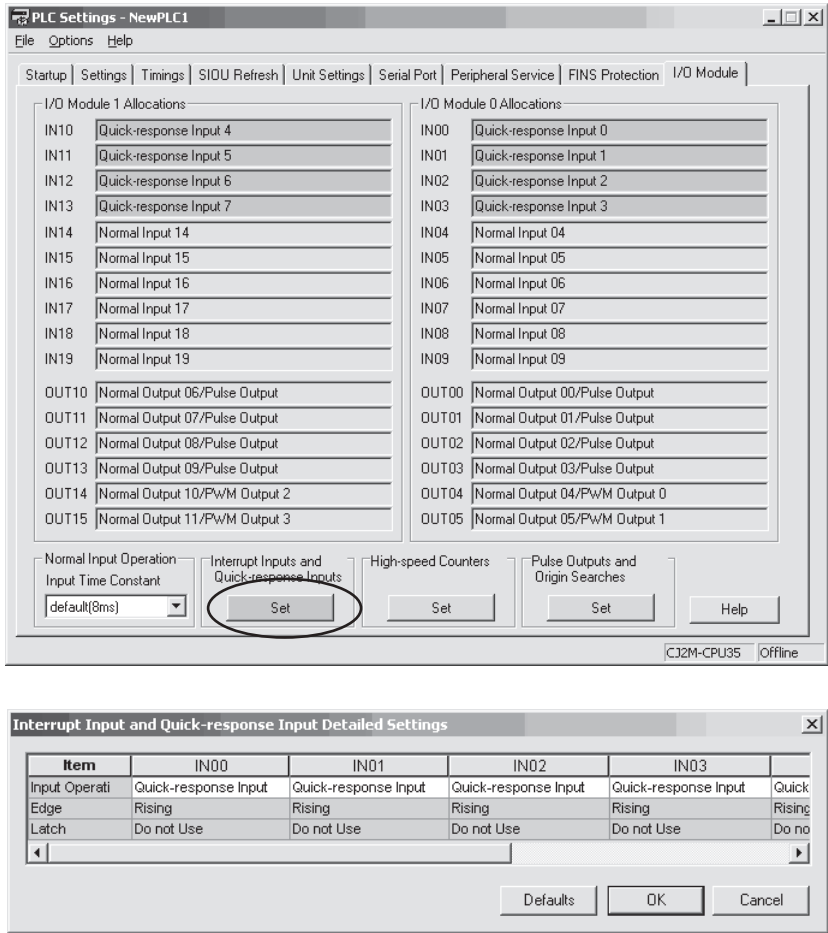 PLC Settings - NewPLC1
File Options Help
Startup Settings Timings SIOU Refresh Unit Settings Serial Port Peripheral Service FINS Protection I/O Module
I/O Module 1 Allocations
IN10 Quick-response Input 4
IN11 Quick-response Input 5
IN12 Quick-response Input 6
IN13 Quick-response Input 7
IN14 Normal Input 14
IN15 Normal Input 15
IN16 Normal Input 16
IN17 Normal Input 17
IN18 Normal Input 18
IN19 Normal Input 19
OUT10 Normal Output 06/Pulse Output
OUT11 Normal Output 07/Pulse Output
OUT12 Normal Output 08/Pulse Output
OUT13 Normal Output 09/Pulse Output
OUT14 Normal Output 10/PWM Output 2
OUT15 Normal Output 11/PWM Output 3
I/O Module 0 Allocations
IN00 Quick-response Input 0
IN01 Quick-response Input 1
IN02 Quick-response Input 2
IN03 Quick-response Input 3
IN04 Normal Input 04
IN05 Normal Input 05
IN06 Normal Input 06
IN07 Normal Input 07
IN08 Normal Input 08
IN09 Normal Input 09
OUT00 Normal Output 00/Pulse Output
OUT01 Normal Output 01/Pulse Output
OUT02 Normal Output 02/Pulse Output
OUT03 Normal Output 03/Pulse Output
OUT04 Normal Output 04/PWM Output 0
OUT05 Normal Output 05/PWM Output 1
Normal Input Operation
Input Time Constant
default(8ms)
Interrupt Inputs and
Quick-response Inputs
Set
High-speed Counters
Set
Pulse Outputs and
Origin Searches
Set
Help
CJ2M-CPU35 Offline
Interrupt Input and Quick-response Input Detailed Settings
Item IN00 IN01 IN02 IN03
Input Operati Quick-response Input Quick-response Input Quick-response Input Quick-response Input Quick
Edge Rising Rising Rising Rising Rising
Latch Do not Use Do not Use Do not Use Do not Use Do no
Defaults OK Cancel